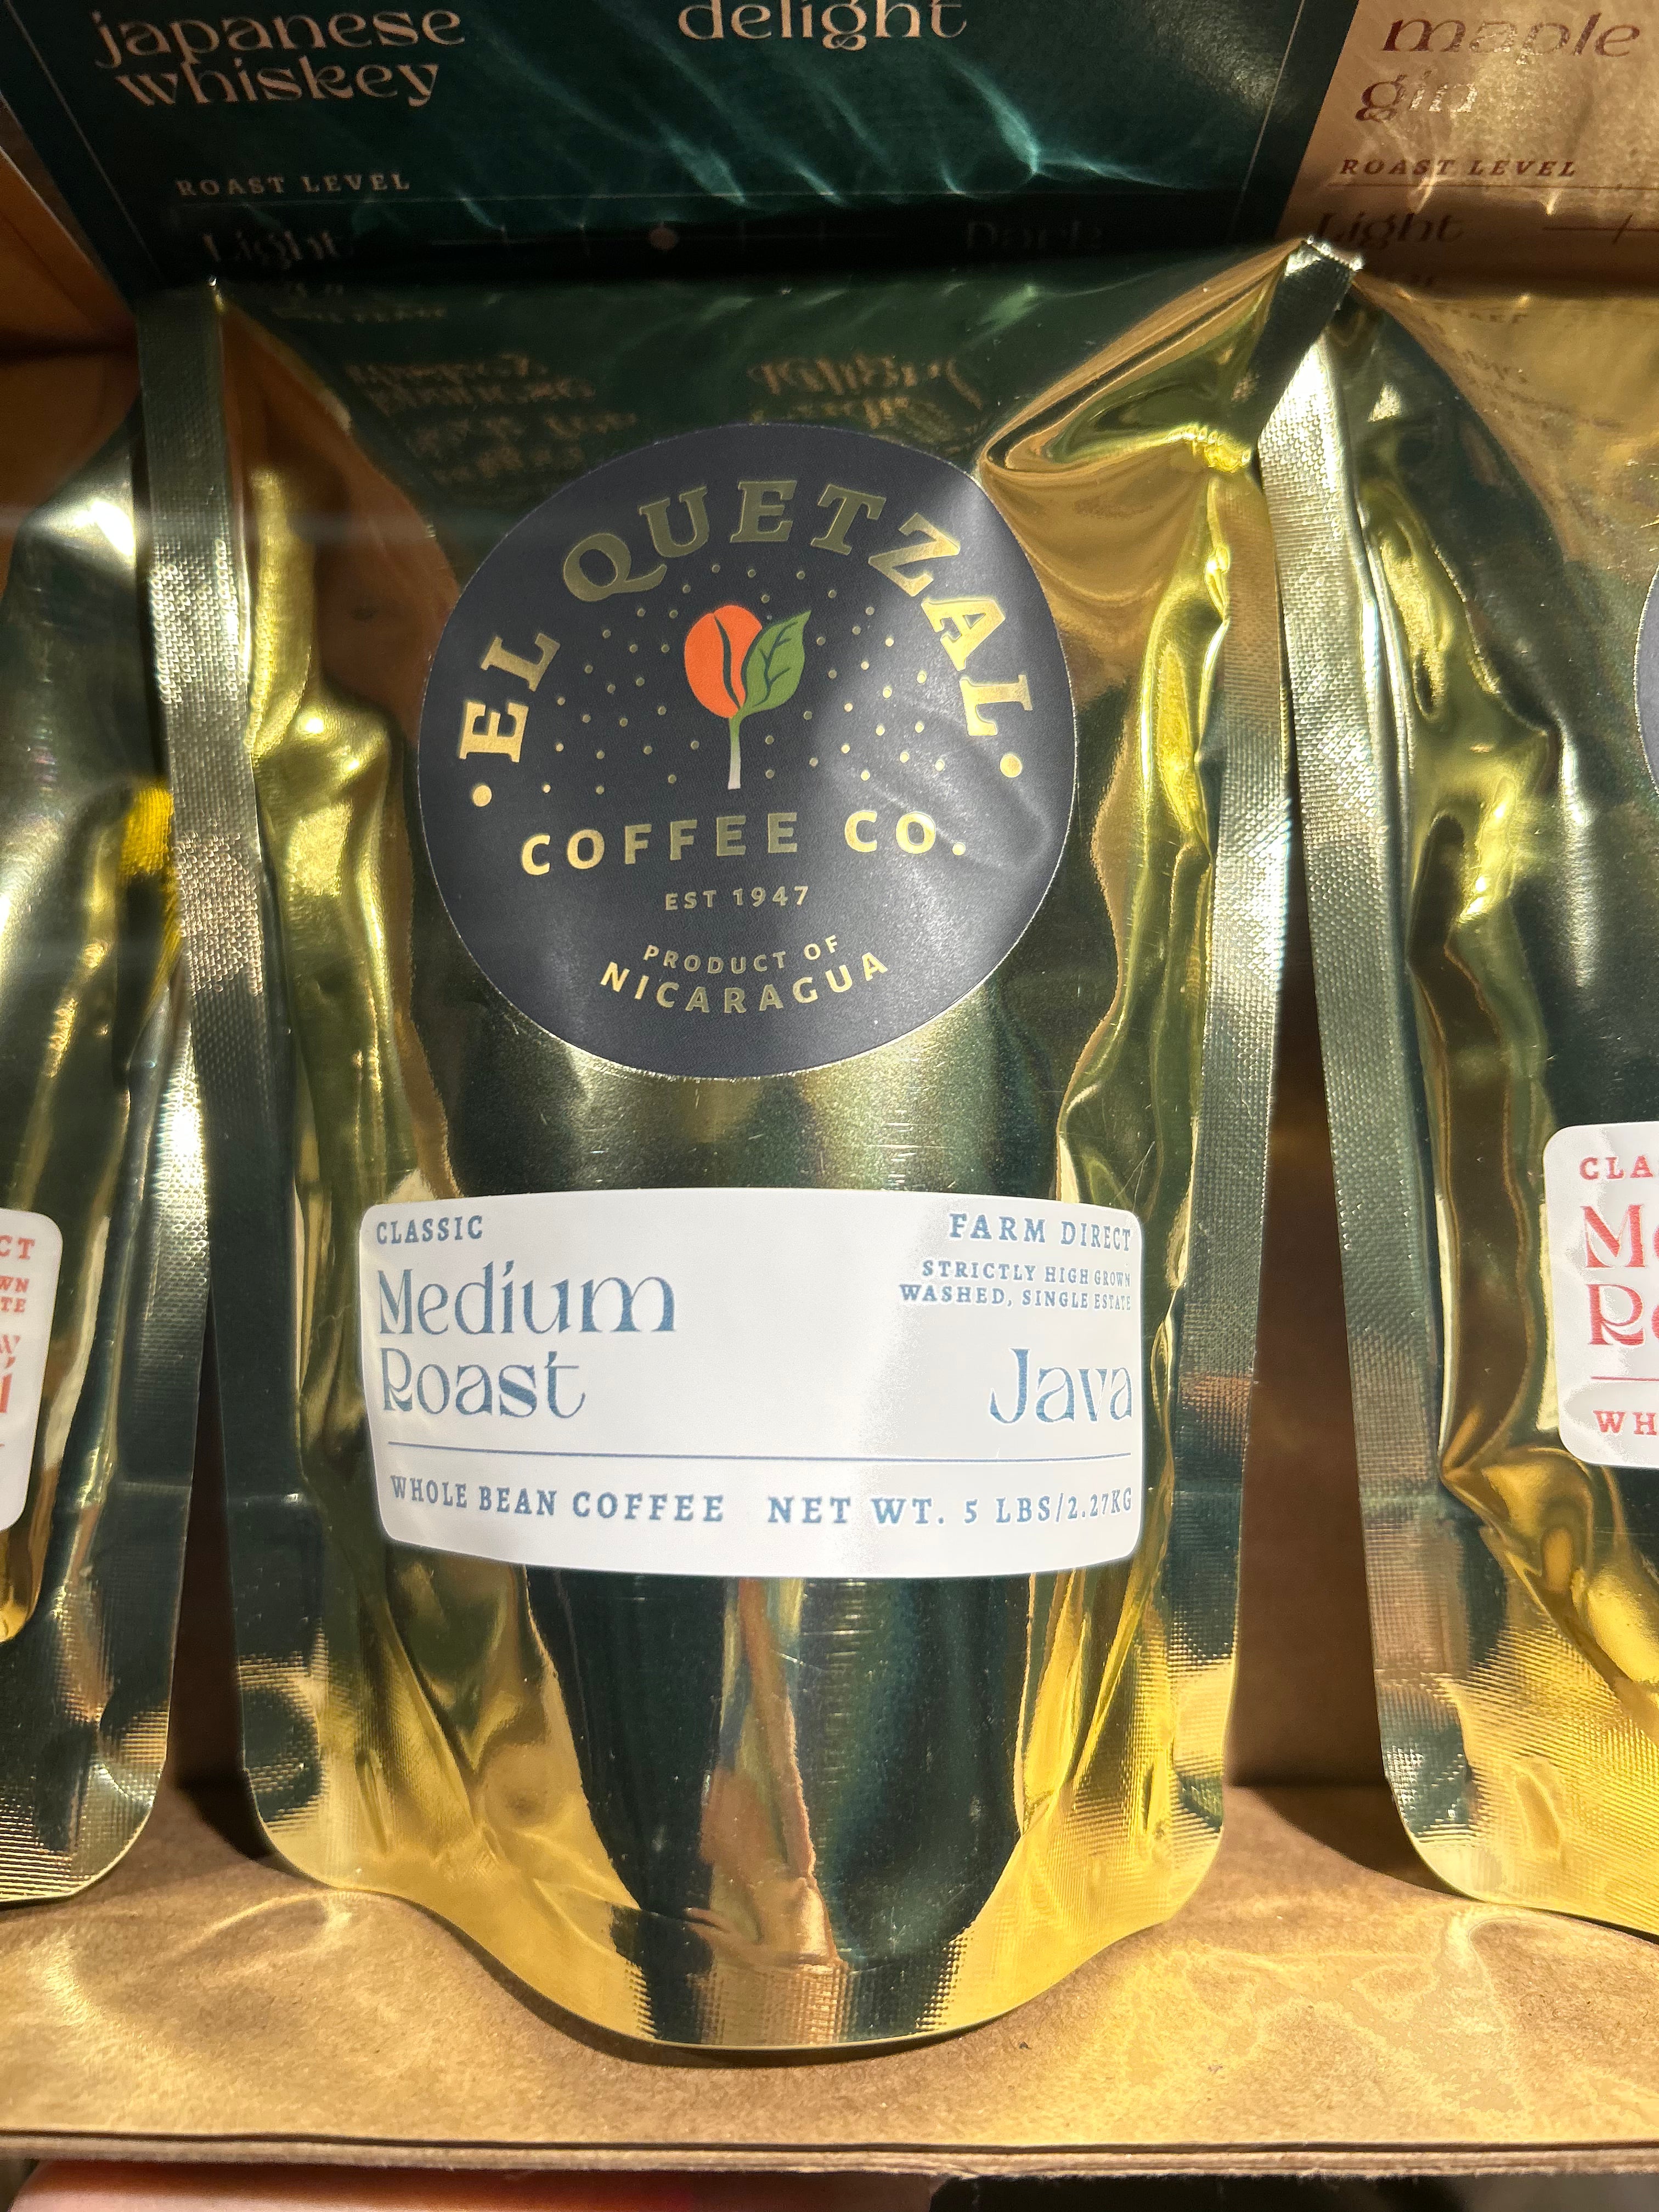 japanese
whiskey
delight
ROAST LEVEL
Light
Dark
maple
gin
ROAST LEVEL
Light
• EL QUETZAL •
COFFEE CO.
EST 1947
PRODUCT OF
NICARAGUA
CLASSIC
Medium
Roast
FARM DIRECT
STRICTLY HIGH GROWN
WASHED, SINGLE ESTATE
Java
WHOLE BEAN COFFEE NET WT. 5 LBS/2.27KG